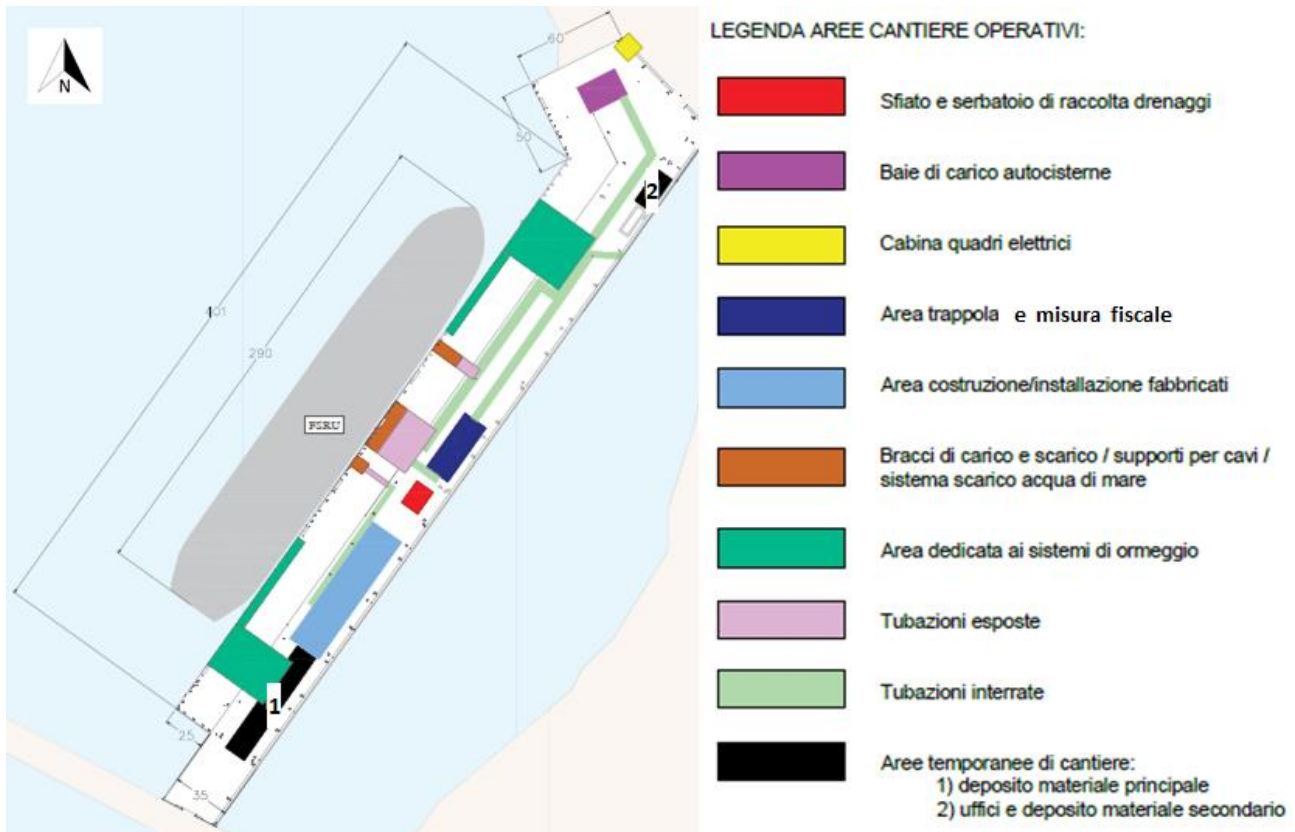 N
60
50
401
290
FSRU
2
1
25
35
LEGENDA AREE CANTIERE OPERATIVI:
Sfiato e serbatoio di raccolta drenaggi
Baie di carico autocisterne
Cabina quadri elettrici
Area trappola e misura fiscale
Area costruzione/installazione fabbricati
Bracci di carico e scarico / supporti per cavi /
sistema scarico acqua di mare
Area dedicata ai sistemi di ormeggio
Tubazioni esposte
Tubazioni interrate
Aree temporanee di cantiere:
1) deposito materiale principale
2) uffici e deposito materiale secondario